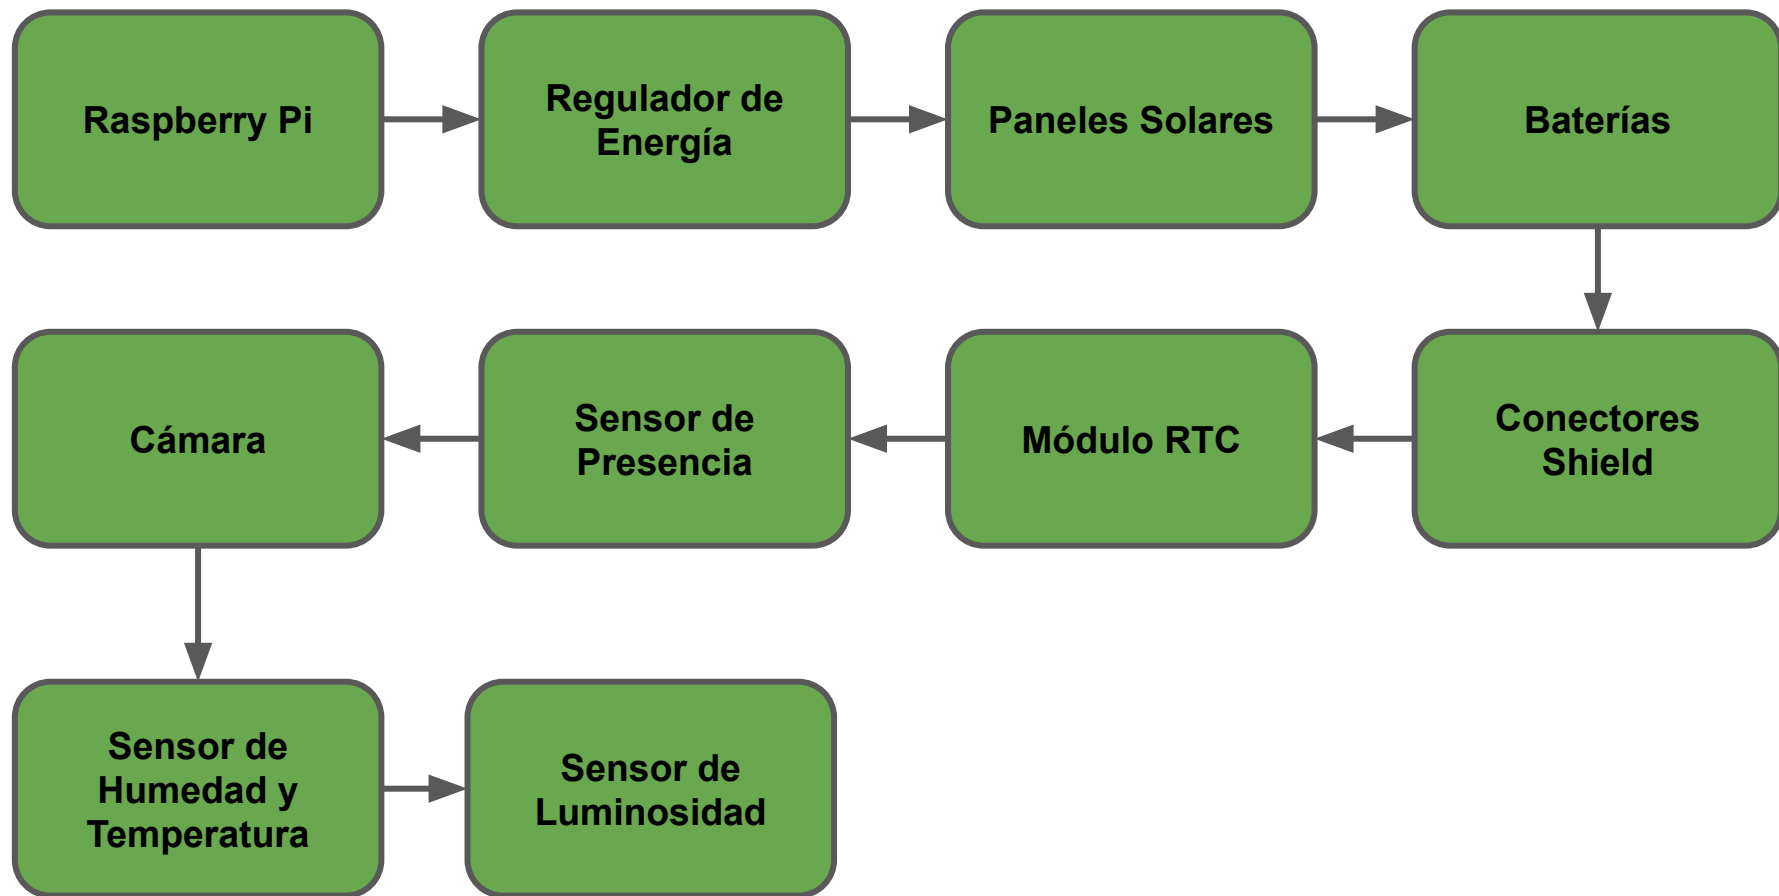 Raspberry Pi
Regulador de
Energía
Paneles Solares
Baterías
Conectores
Shield
Módulo RTC
Sensor de
Presencia
Cámara
Sensor de
Humedad y
Temperatura
Sensor de
Luminosidad